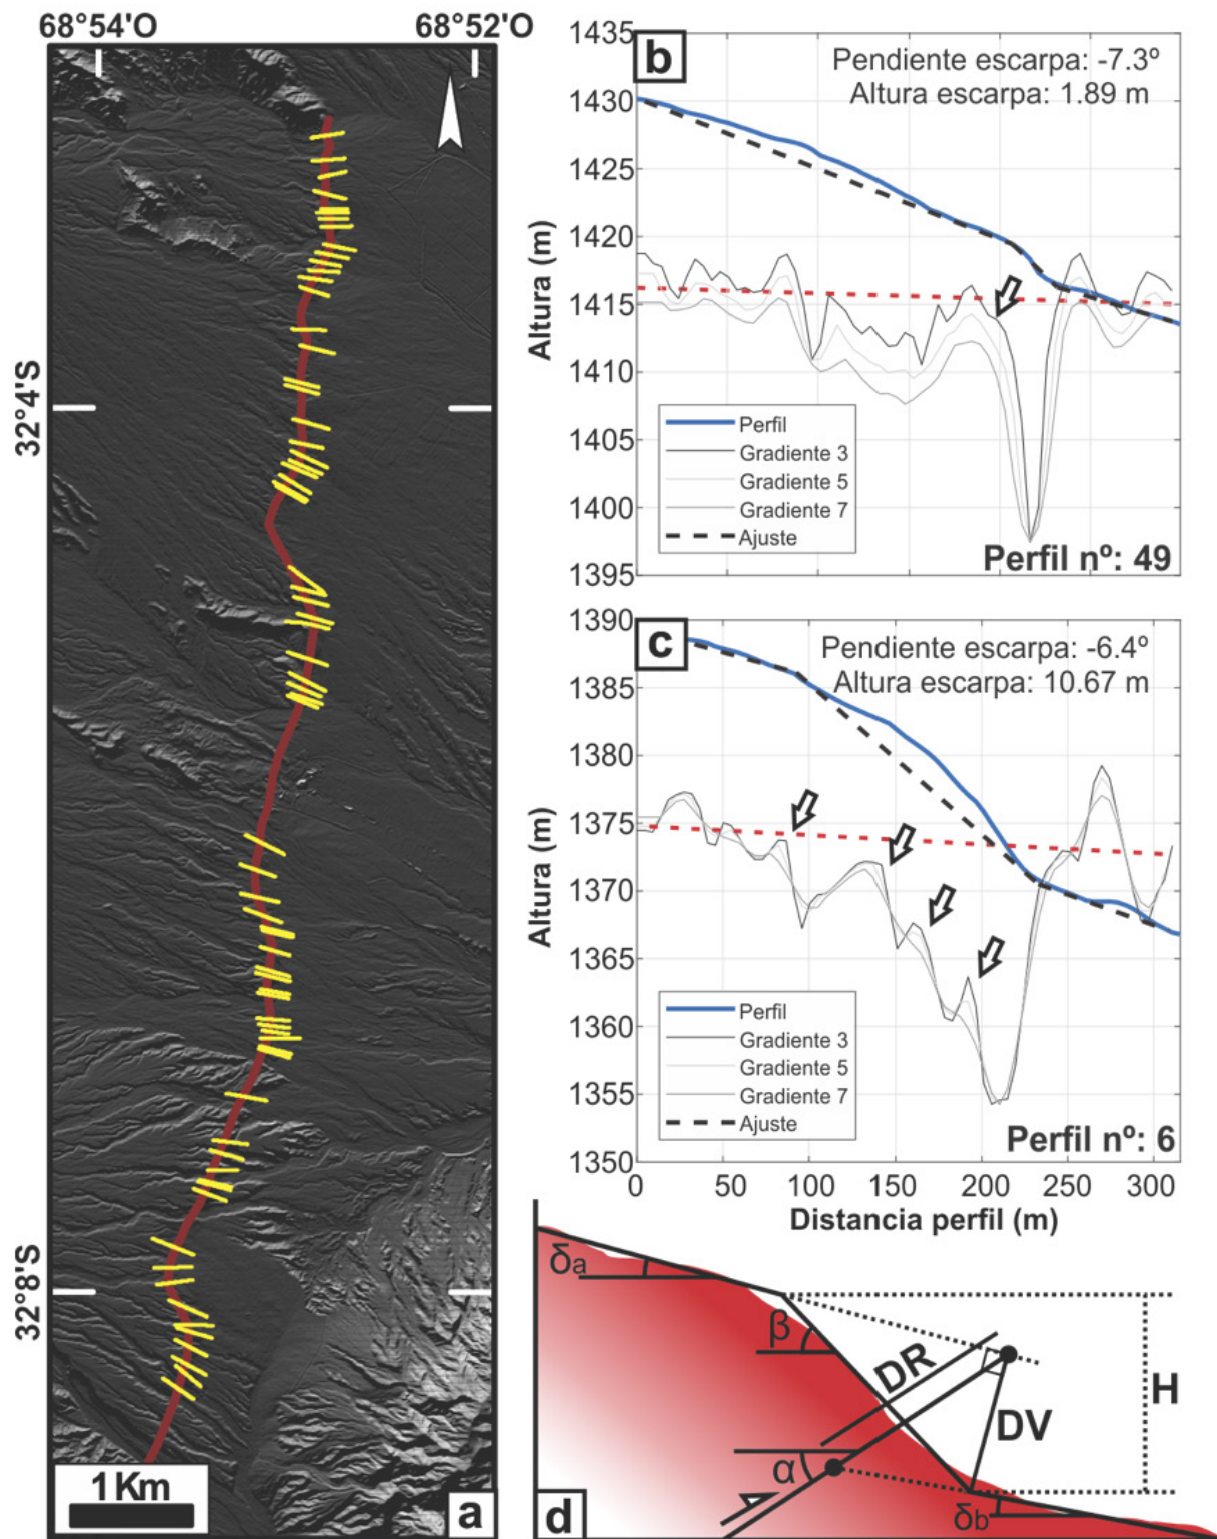 68°54'O 68°52'O
32°4'S
32°8'S
1Km
a
b
Pendiente escarpa: -7.3º
Altura escarpa: 1.89 m
Altura (m)
1435
1430
1425
1420
1415
1410
1405
1400
1395
Perfil
Gradiente 3
Gradiente 5
Gradiente 7
Ajuste
Perfil nº: 49
c
Pendiente escarpa: -6.4º
Altura escarpa: 10.67 m
Altura (m)
1390
1385
1380
1375
1370
1365
1360
1355
1350
Perfil
Gradiente 3
Gradiente 5
Gradiente 7
Ajuste
Perfil nº: 6
0 50 100 150 200 250 300
Distancia perfil (m)
δa
β
DR
DV
H
α
δb
d